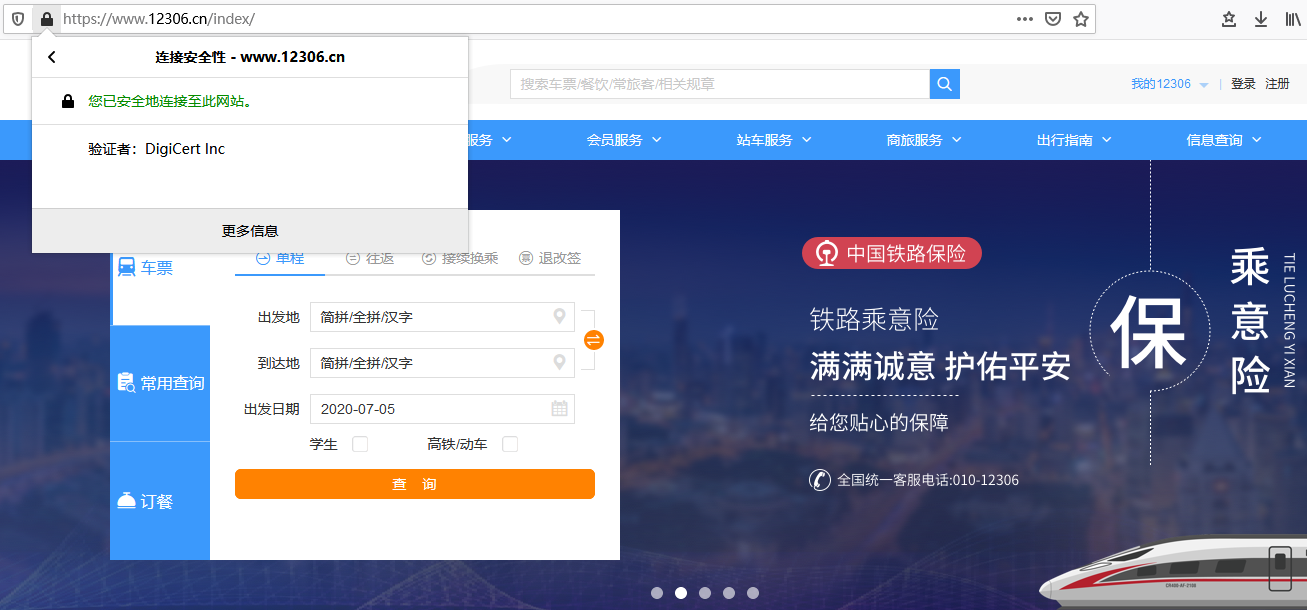 https://www.12306.cn/index/
连接安全性 - www.12306.cn
您已安全地连接至此网站。
验证者：DigiCert Inc
更多信息
搜索车票/餐饮/常旅客/相关规章
我的12306 | 登录 注册
服务 会员服务 站车服务 商旅服务 出行指南 信息查询
车票
常用查询
订餐
单程 往返 接续换乘 退改签
出发地 简拼/全拼/汉字
到达地 简拼/全拼/汉字
出发日期 2020-07-05
学生 高铁/动车
查 询
中国铁路保险
铁路乘意险
满满诚意 护佑平安
给您贴心的保障
全国统一客服电话:010-12306
保
乘意险
TIE LUCHENG YI XIAN